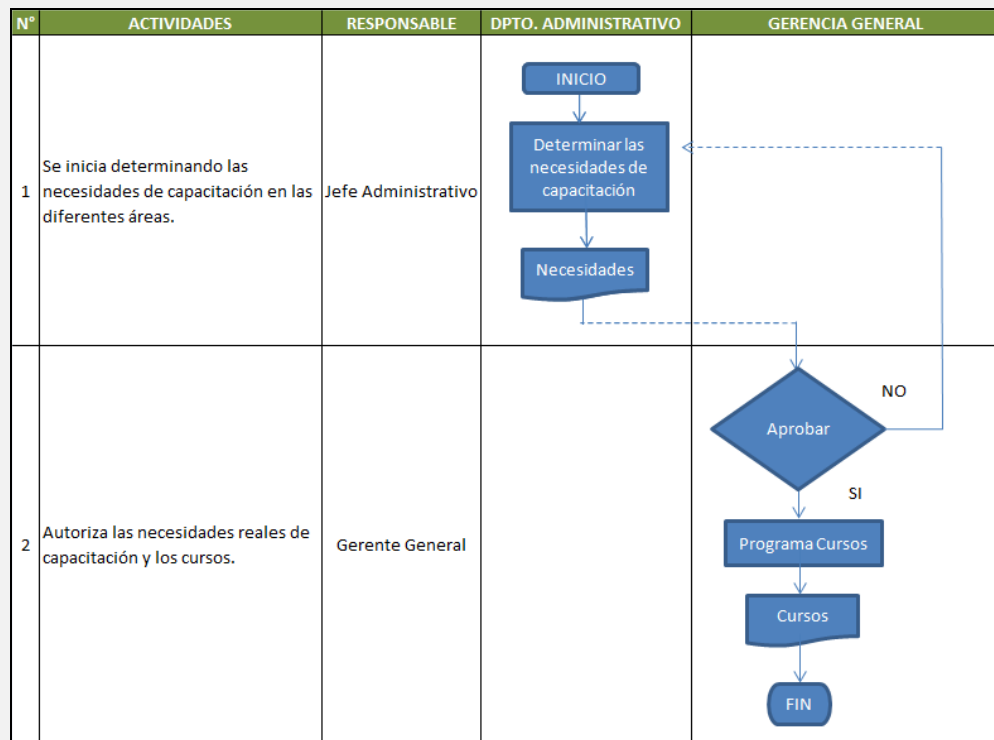 N° ACTIVIDADES RESPONSABLE DPTO. ADMINISTRATIVO GERENCIA GENERAL
1
Se inicia determinando las
necesidades de capacitación en las
diferentes áreas.
Jefe Administrativo
INICIO
Determinar las
necesidades de
capacitación
Necesidades
2
Autoriza las necesidades reales de
capacitación y los cursos.
Gerente General
Aprobar
NO
SI
Programa Cursos
Cursos
FIN